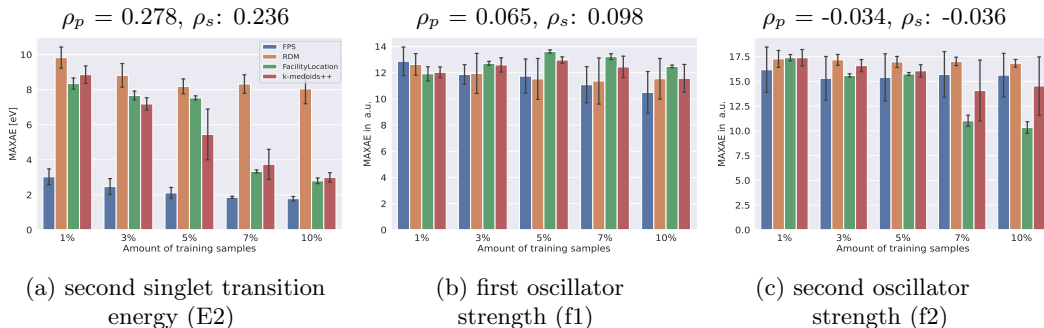 ρp = 0.278, ρs: 0.236
MAXAE [eV]
10
8
6
4
2
0
FPS
RDM
FacilityLocation
k-medoids++
1% 3% 5% 7% 10%
Amount of training samples
(a) second singlet transition
energy (E2)
ρp = 0.065, ρs: 0.098
MAXAE in a.u.
14
12
10
8
6
4
2
0
1% 3% 5% 7% 10%
Amount of training samples
(b) first oscillator
strength (f1)
ρp = -0.034, ρs: -0.036
MAXAE in a.u.
17.5
15.0
12.5
10.0
7.5
5.0
2.5
0.0
1% 3% 5% 7% 10%
Amount of training samples
(c) second oscillator
strength (f2)